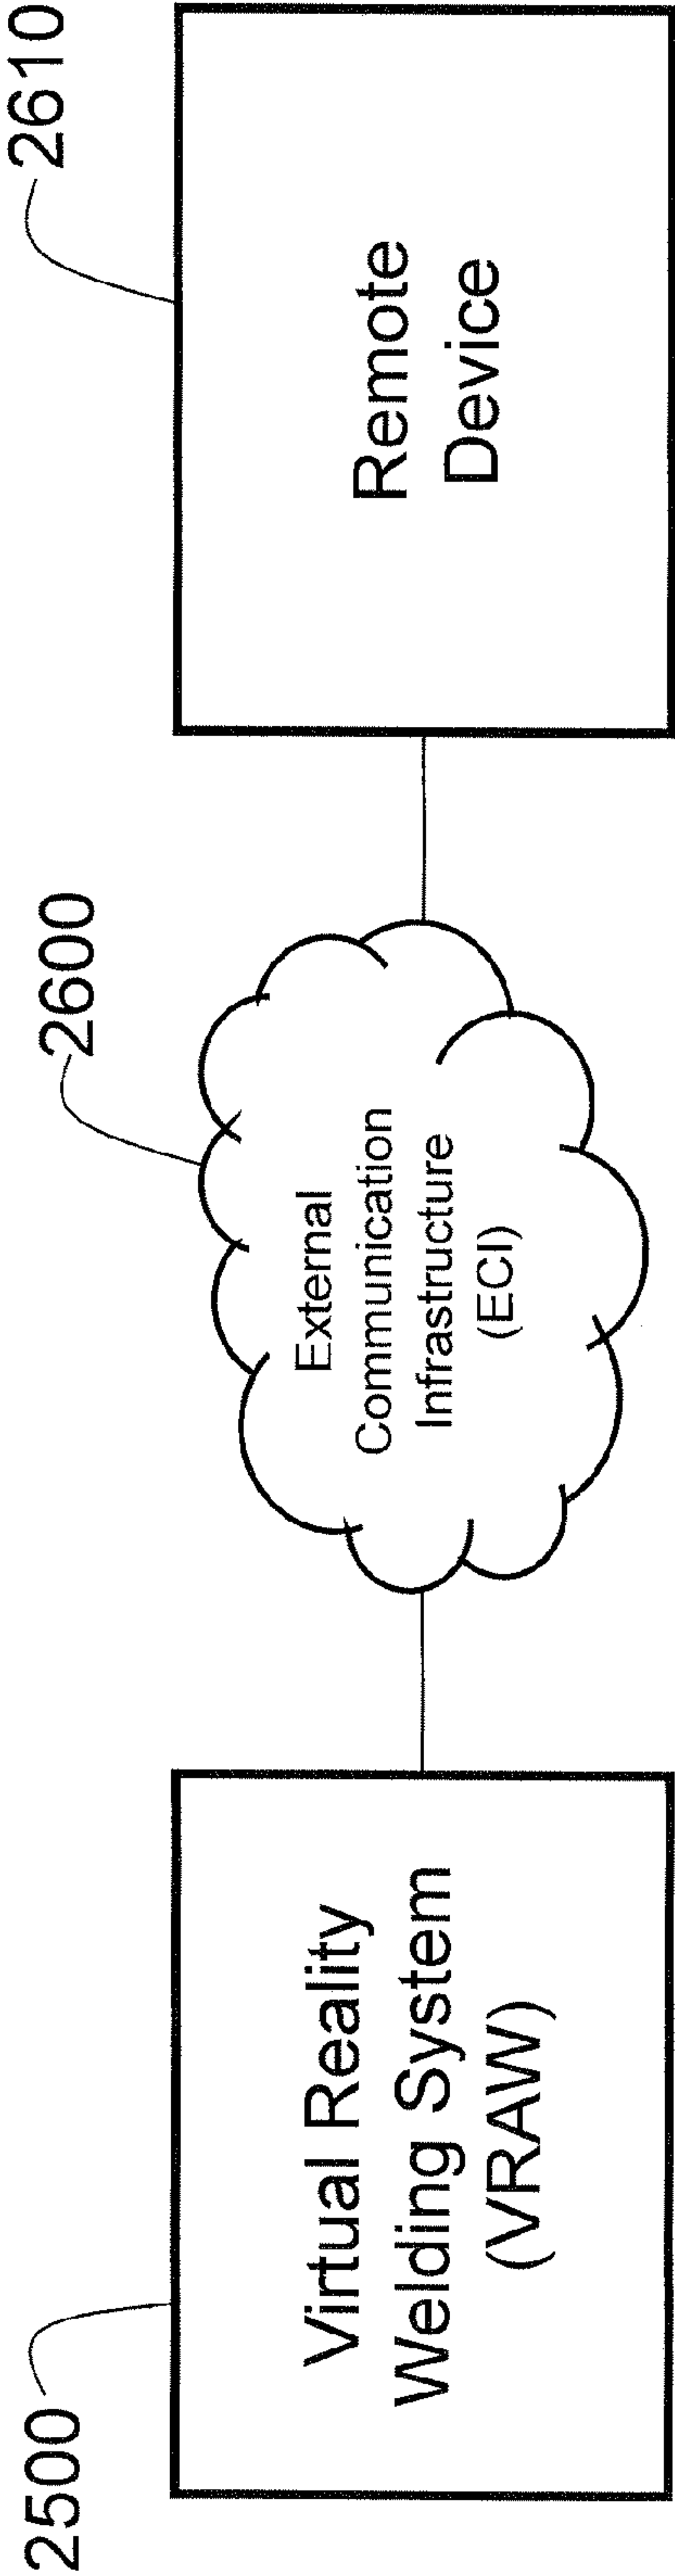 2500
Virtual Reality
Welding System
(VRAW)
2600
External
Communication
Infrastructure
(ECI)
2610
Remote
Device